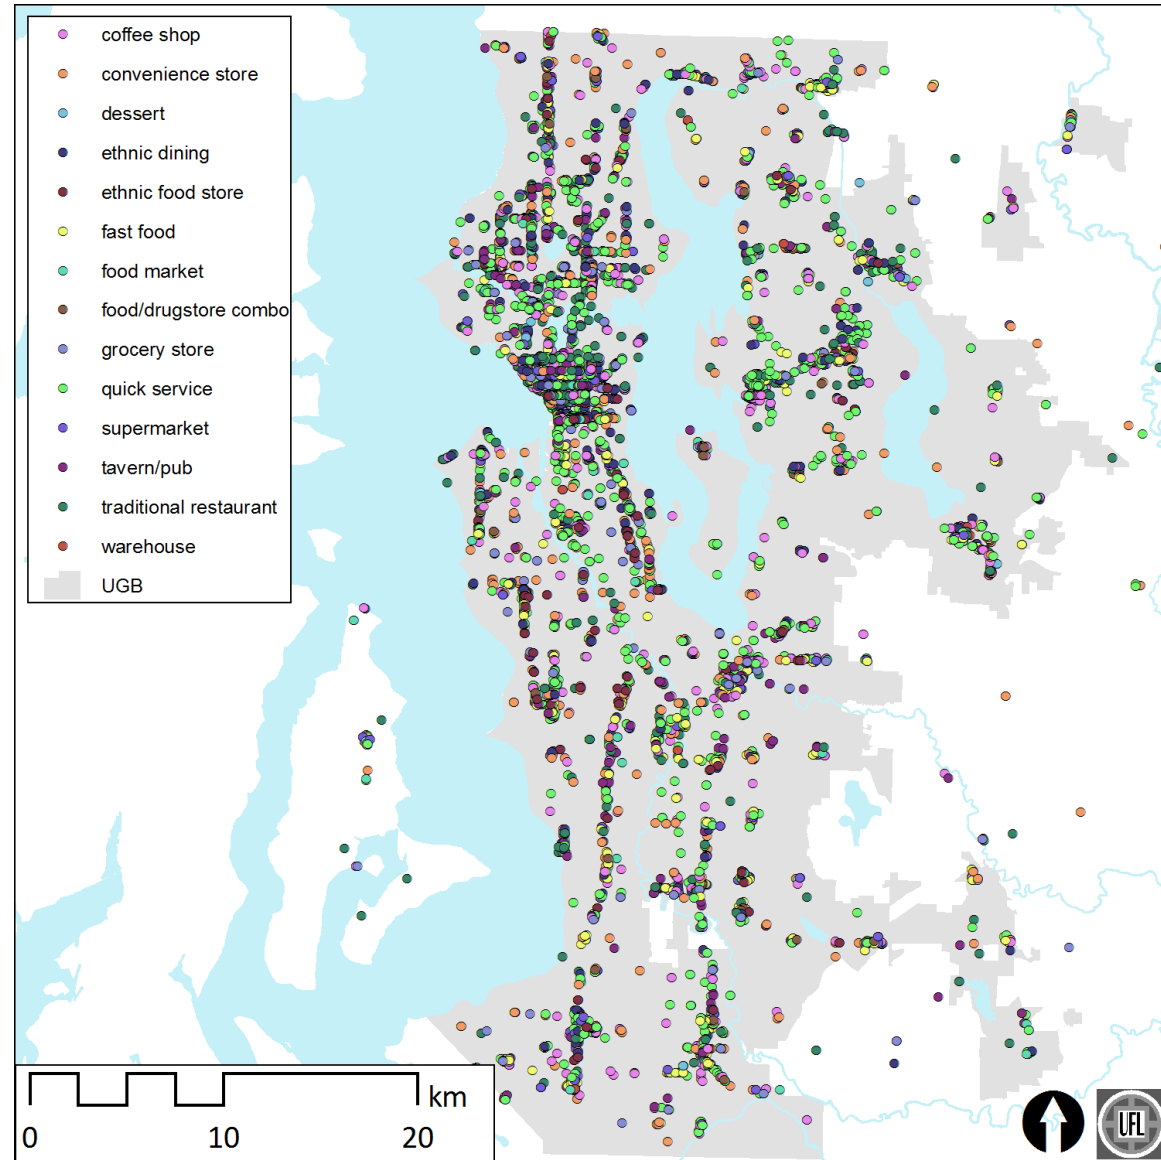 coffee shop
convenience store
dessert
ethnic dining
ethnic food store
fast food
food market
food/drugstore combo
grocery store
quick service
supermarket
tavern/pub
traditional restaurant
warehouse
UGB
km
0 10 20
UFL